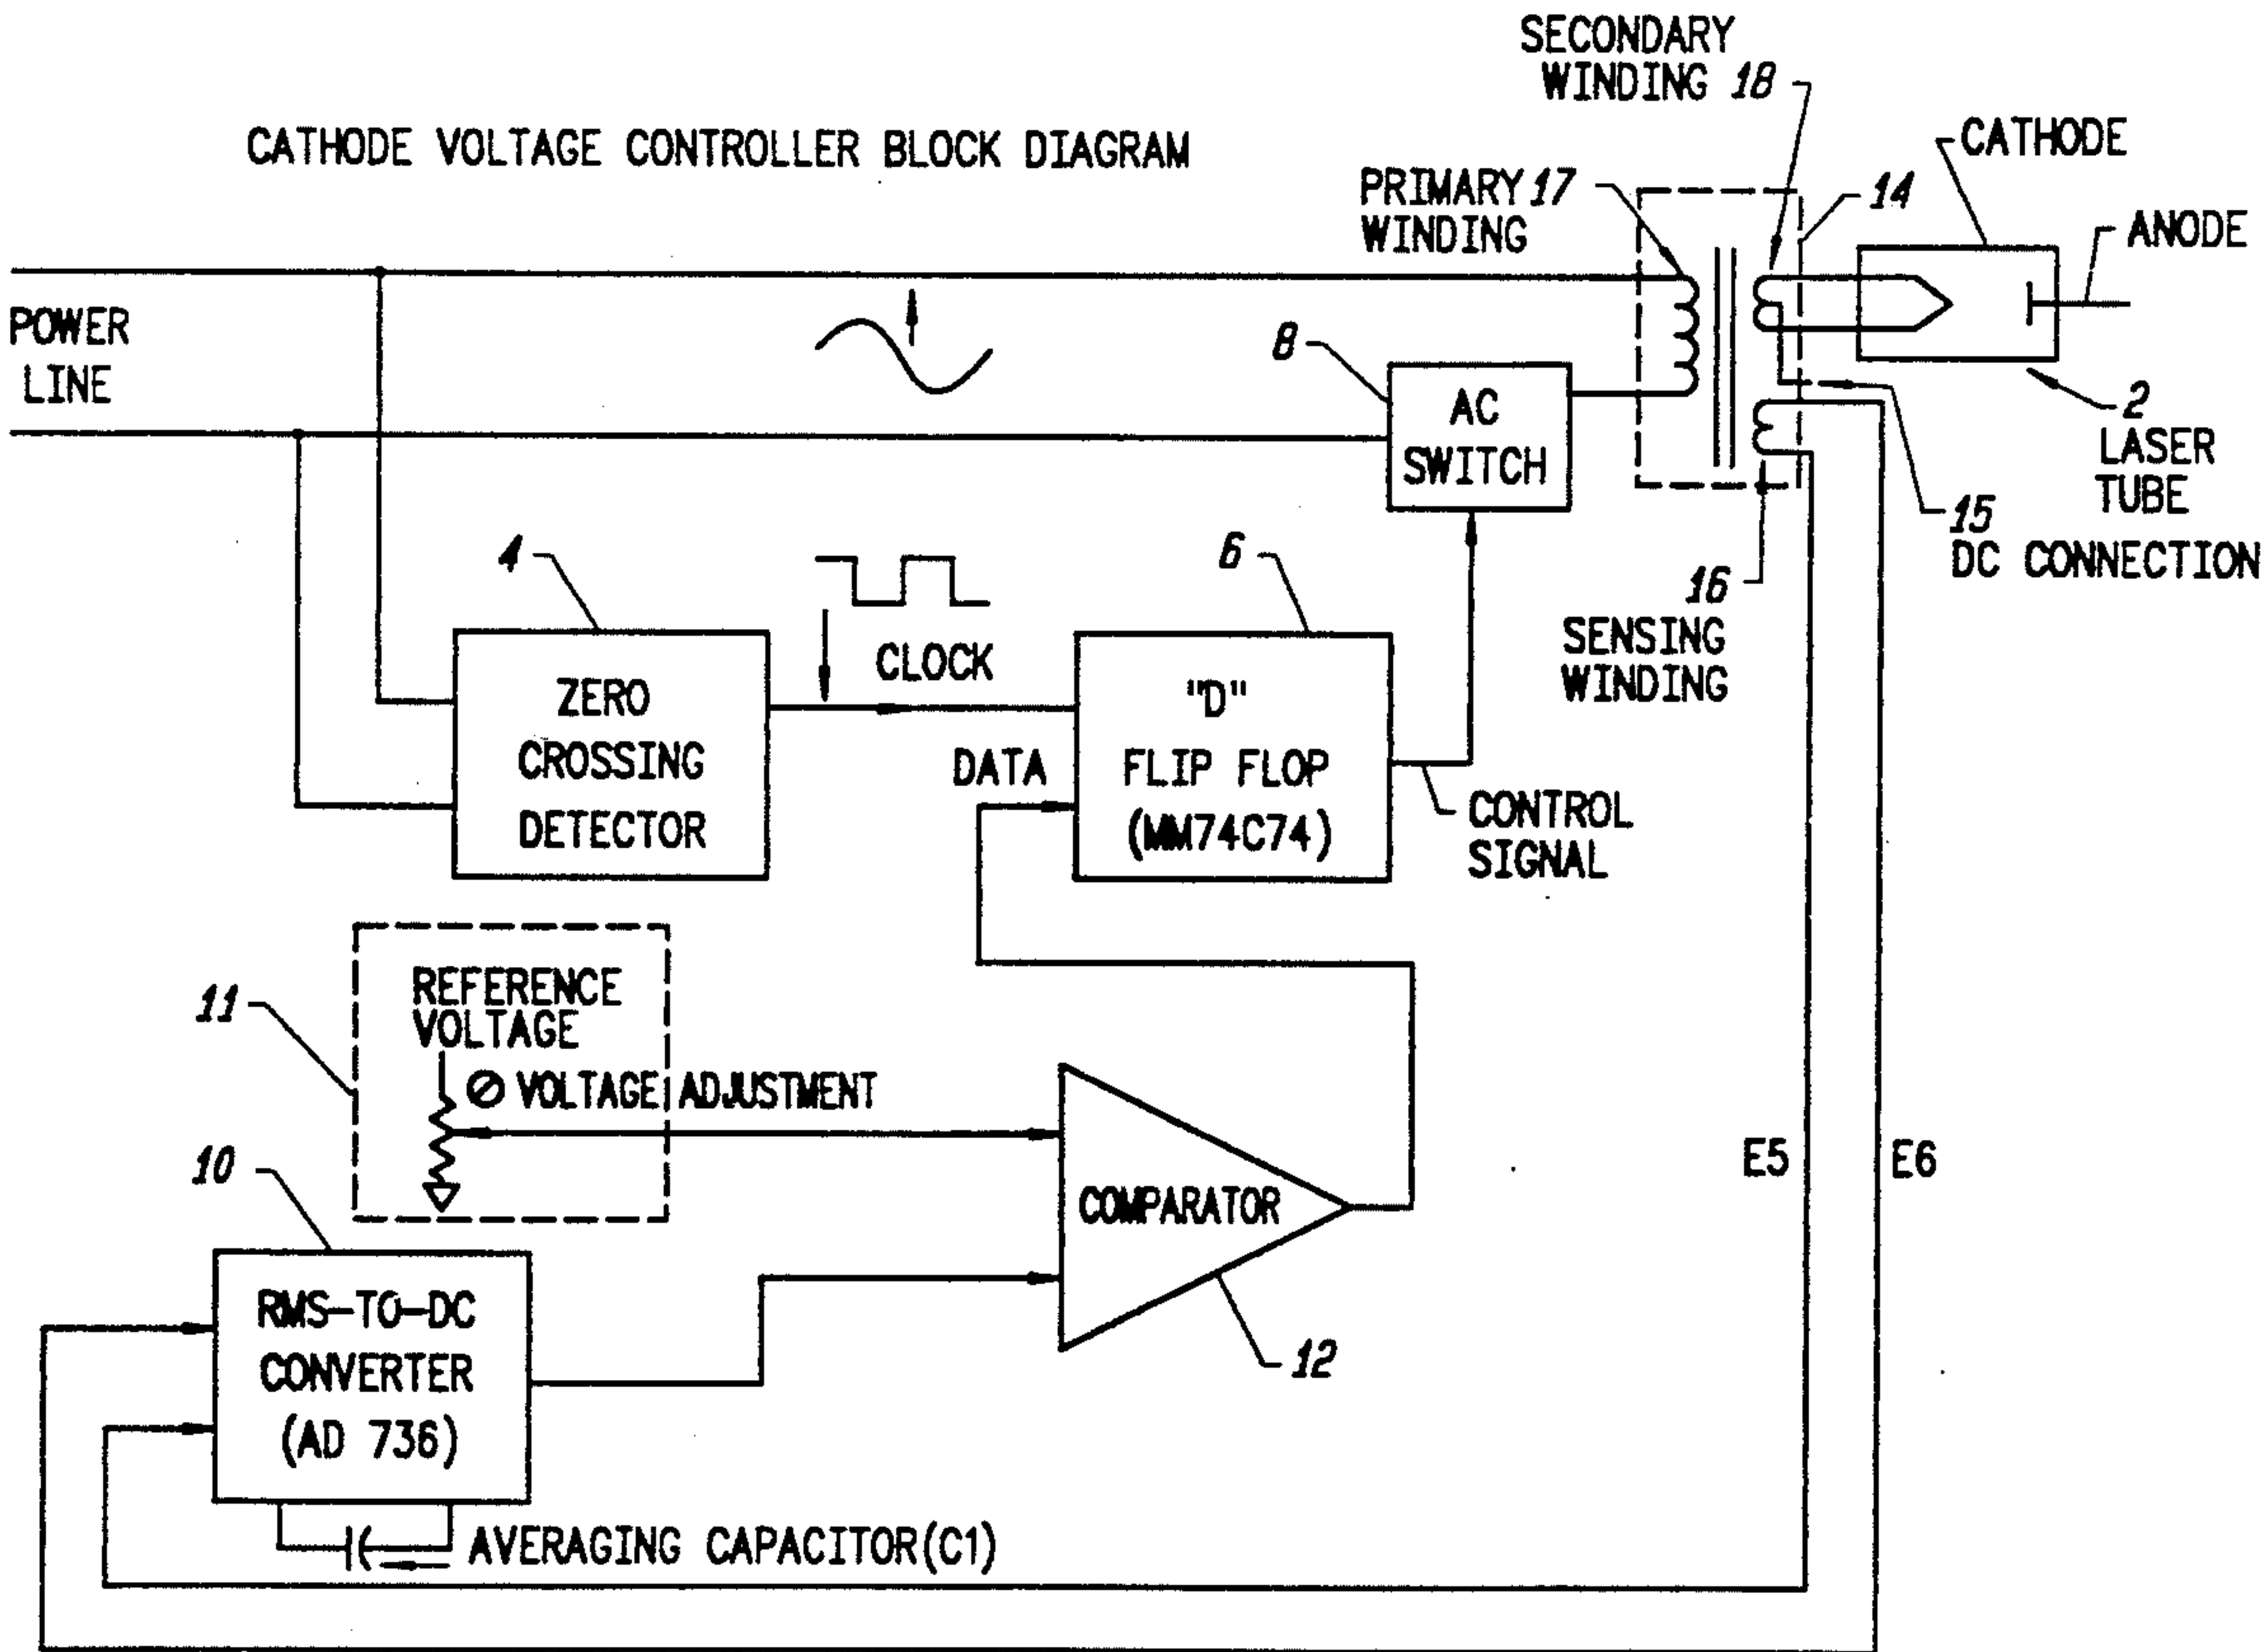 SECONDARY
WINDING 18
CATHODE VOLTAGE CONTROLLER BLOCK DIAGRAM
CATHODE
PRIMARY 17
WINDING
14
ANODE
POWER
LINE
8
AC
SWITCH
2
LASER
TUBE
15
DC CONNECTION
16
SENSING
WINDING
4
6
CLOCK
ZERO
CROSSING
DETECTOR
"D"
FLIP FLOP
(MM74C74)
DATA
CONTROL
SIGNAL
11
REFERENCE
VOLTAGE
VOLTAGE ADJUSTMENT
10
COMPARATOR
E5
E6
RMS-TO-DC
CONVERTER
(AD 736)
12
AVERAGING CAPACITOR(C1)